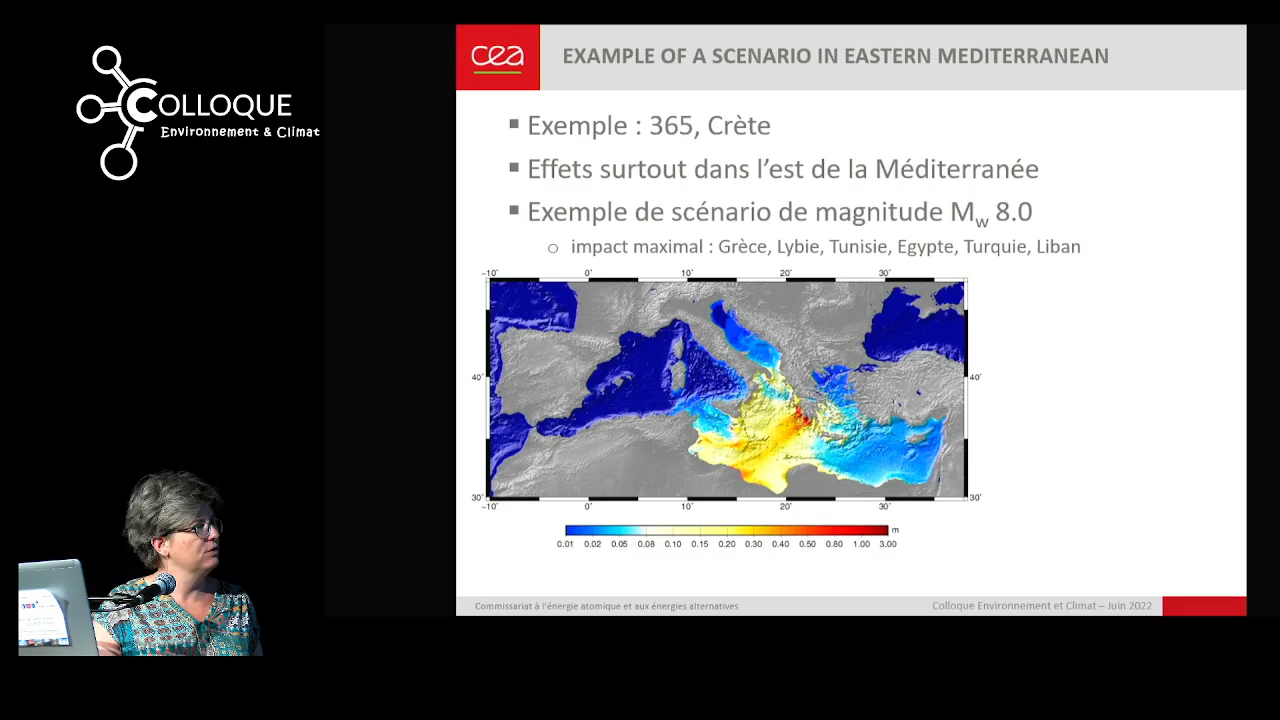 COLLOQUE
Environnement & Climat
cea
EXAMPLE OF A SCENARIO IN EASTERN MEDITERRANEAN
Exemple : 365, Crète
Effets surtout dans l'est de la Méditerranée
Exemple de scénario de magnitude Mw 8.0
impact maximal : Grèce, Lybie, Tunisie, Egypte, Turquie, Liban
−10° 0° 10° 20° 30°
40° 40°
30° 30°
−10° 0° 10° 20° 30°
m
0.01 0.02 0.05 0.08 0.10 0.15 0.20 0.30 0.40 0.80 1.00 3.00
Commissariat à l'énergie atomique et aux énergies alternatives
Colloque Environnement et Climat – Juin 2022